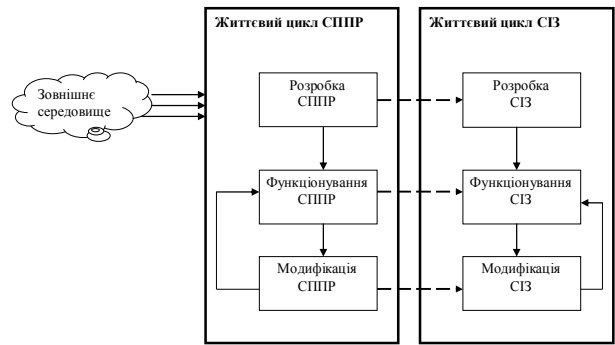 Життєвий цикл СППР
Життєвий цикл СІЗ
Зовнішнє
середовище
Розробка
СППР
Розробка
СІЗ
Функціонування
СППР
Функціонування
СІЗ
Модифікація
СППР
Модифікація
СІЗ